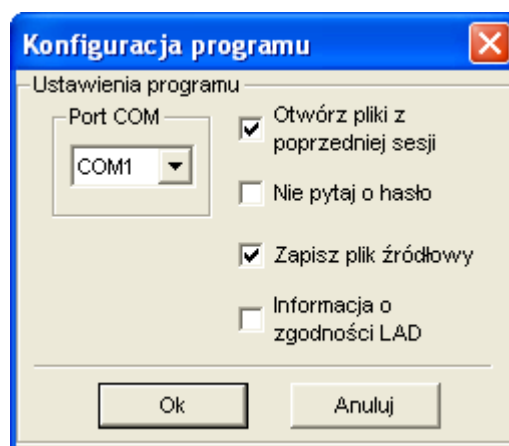 Konfiguracja programu
Ustawienia programu
Port COM
COM1
Otwórz pliki z
poprzedniej sesji
Nie pytaj o hasło
Zapisz plik źródłowy
Informacja o
zgodności LAD
Ok
Anuluj